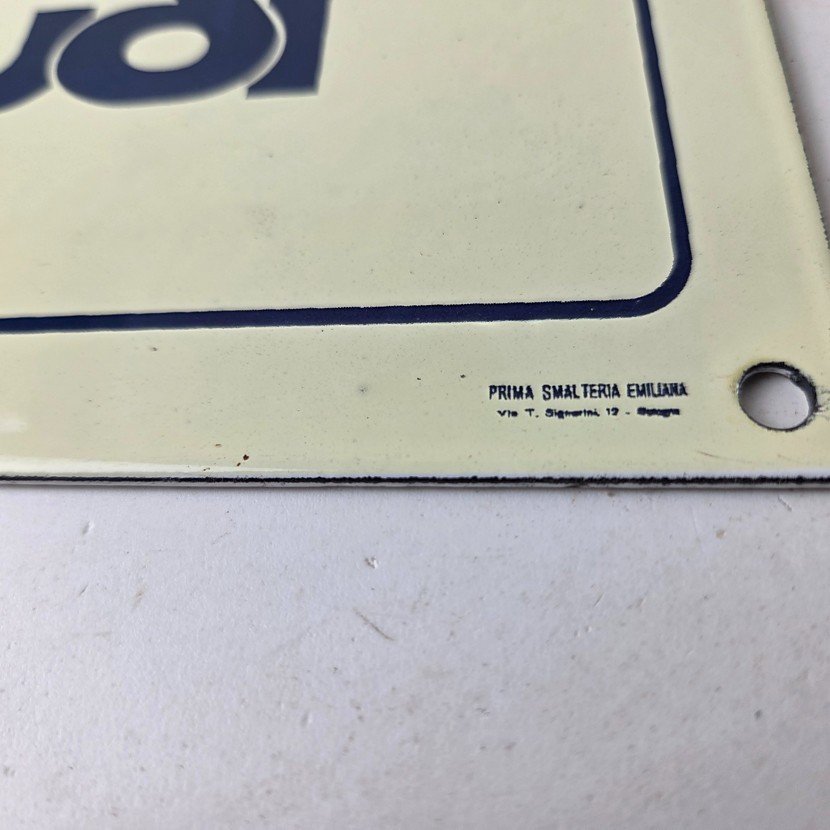 PRIMA SMALTERIA EMILIANA
Via T. Signorini, 12 - Bologna